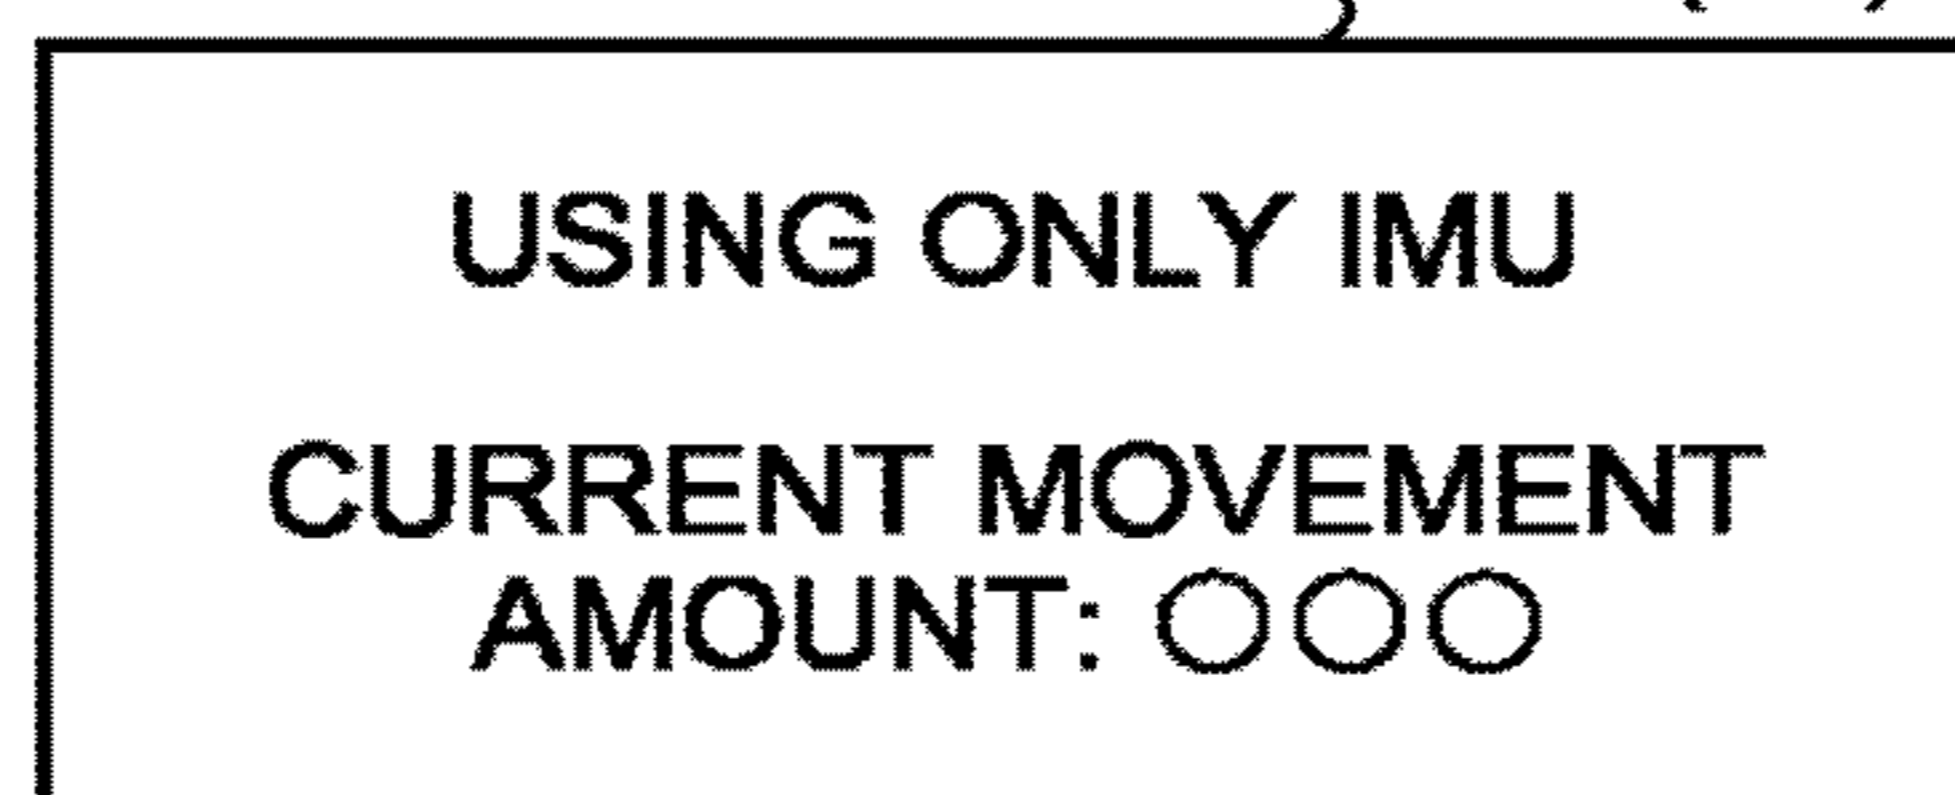 USING ONLY IMU
CURRENT MOVEMENT
AMOUNT: ○○○